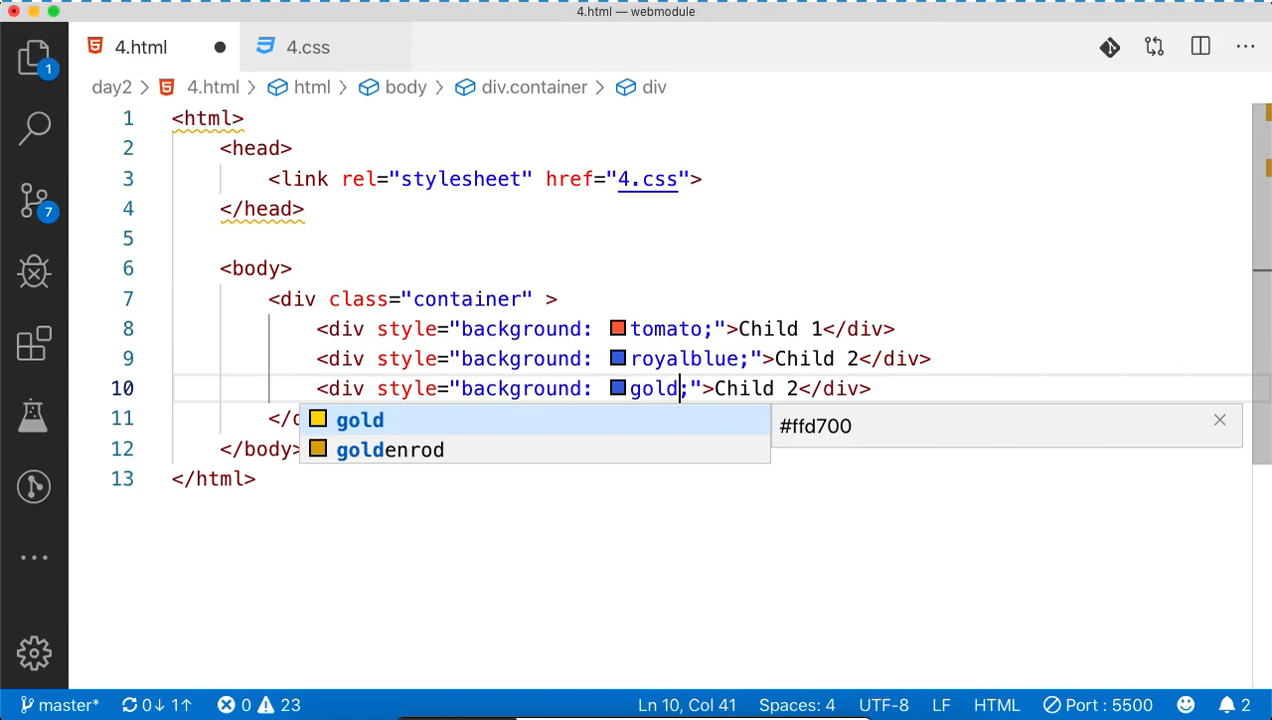 4.html — webmodule
4.html ● 4.css
1
day2 > 4.html > html > body > div.container > div
1 <html>
2 <head>
3 <link rel="stylesheet" href="4.css">
4 </head>
7
5
6 <body>
7 <div class="container" >
8 <div style="background: tomato;">Child 1</div>
9 <div style="background: royalblue;">Child 2</div>
10 <div style="background: gold;">Child 2</div>
11 </d
gold
#ffd700
12 </body>
goldenrod
13 </html>
master* 0↓ 1↑ 0 23 Ln 10, Col 41 Spaces: 4 UTF-8 LF HTML Port : 5500 2